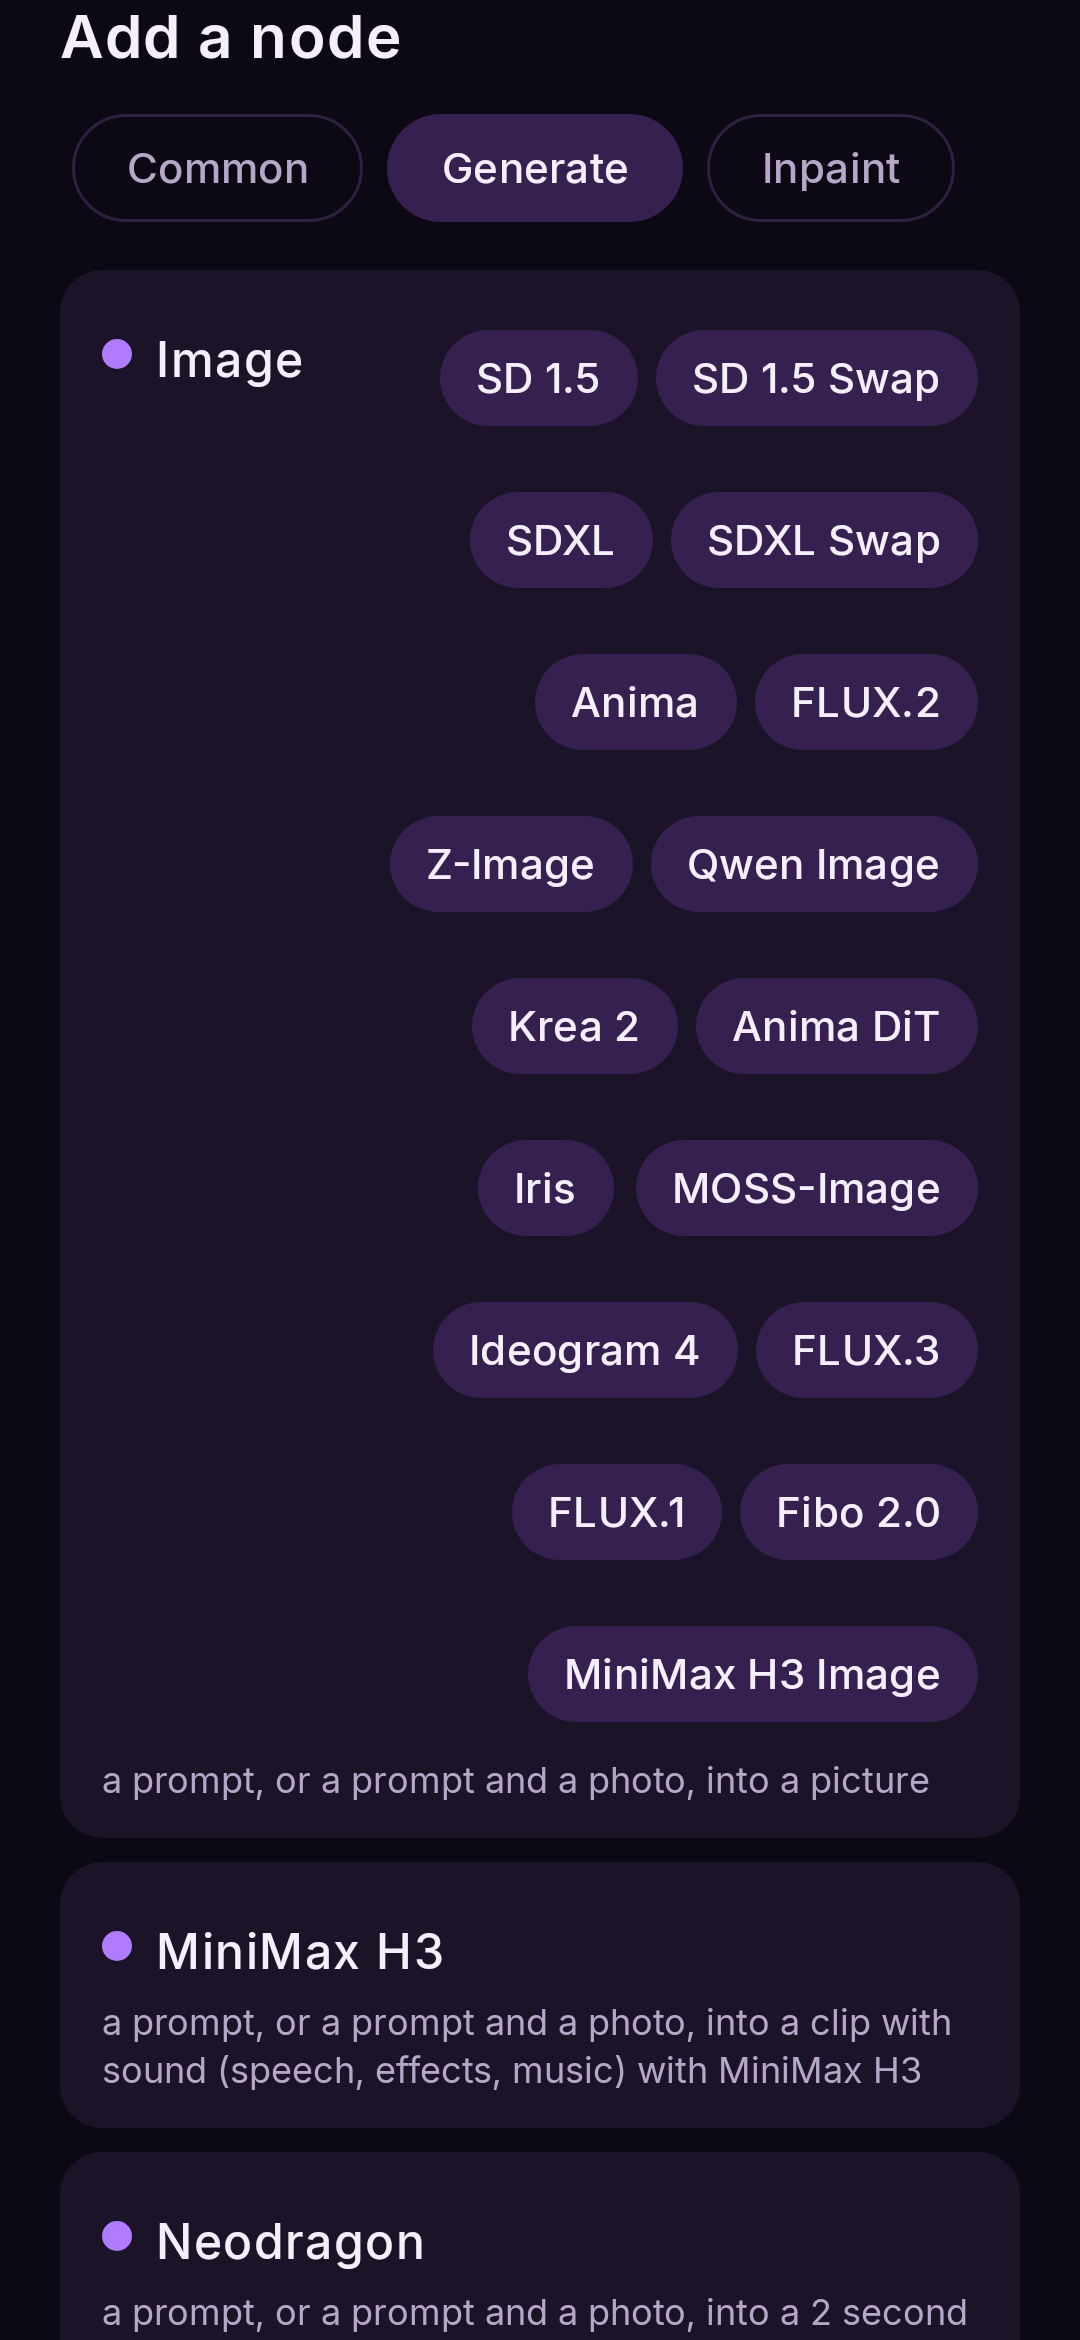 Add a node
Common Generate Inpaint
Image SD 1.5 SD 1.5 Swap
SDXL SDXL Swap
Anima FLUX.2
Z-Image Qwen Image
Krea 2 Anima DiT
Iris MOSS-Image
Ideogram 4 FLUX.3
FLUX.1 Fibo 2.0
MiniMax H3 Image
a prompt, or a prompt and a photo, into a picture
MiniMax H3
a prompt, or a prompt and a photo, into a clip with
sound (speech, effects, music) with MiniMax H3
Neodragon
a prompt, or a prompt and a photo, into a 2 second